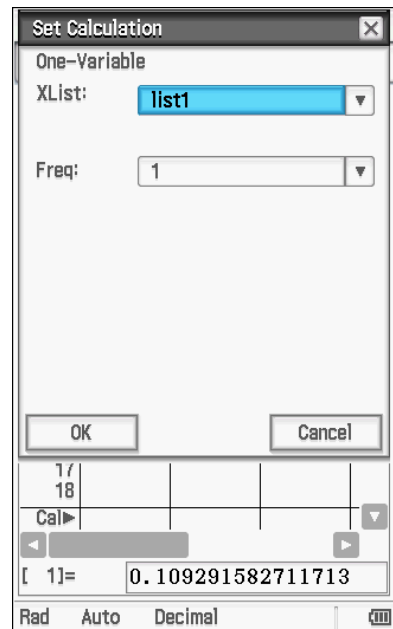 Set Calculation
One-Variable
XList: list1
Freq: 1
OK Cancel
17
18
Cal▶
[ 1]= 0.109291582711713
Rad Auto Decimal